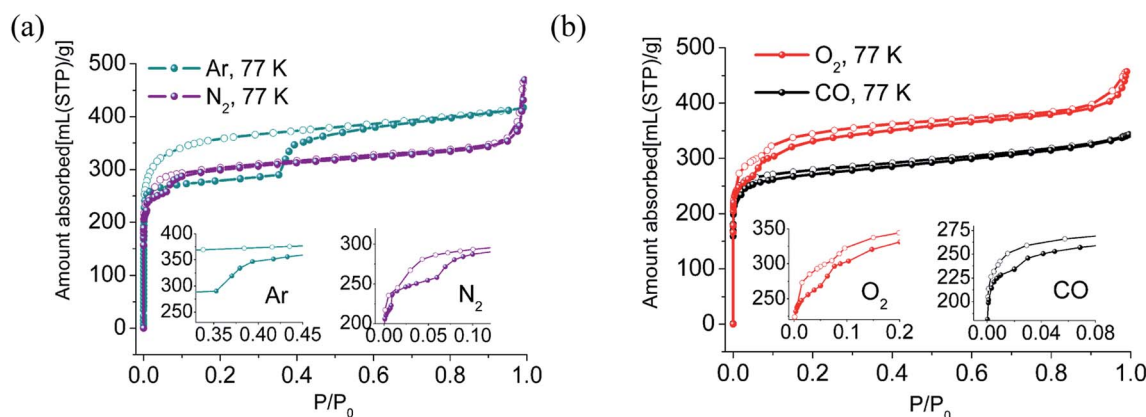 (a)
Amount absorbed[mL(STP)/g]
500
400
300
200
100
0
Ar, 77 K
N2, 77 K
400
375
350
325
300
275
250
0.35 0.40 0.45
Ar
300
250
200
0.00 0.05 0.10
N2
0.0 0.2 0.4 0.6 0.8 1.0
P/P0
(b)
Amount absorbed[mL(STP)/g]
500
400
300
200
100
0
O2, 77 K
CO, 77 K
350
300
250
0.0 0.1 0.2
O2
275
250
225
200
0.00 0.04 0.08
CO
0.0 0.2 0.4 0.6 0.8 1.0
P/P0